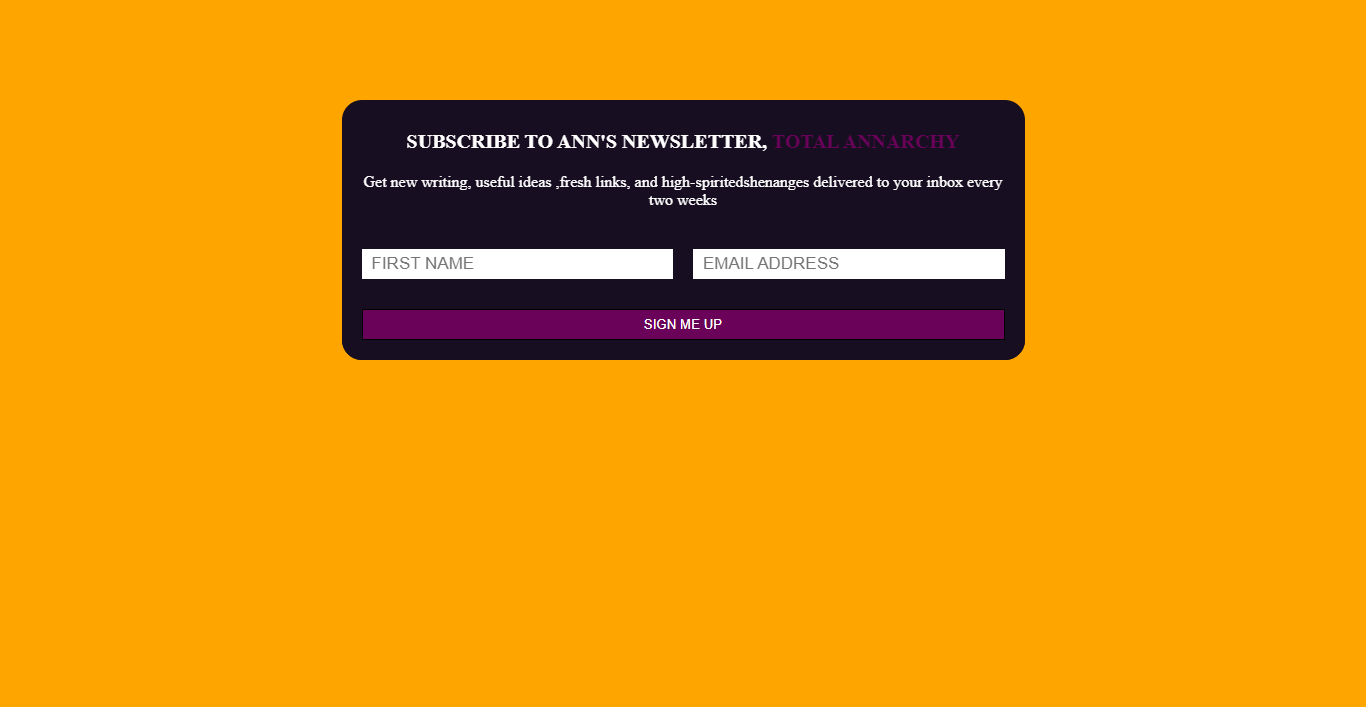 SUBSCRIBE TO ANN'S NEWSLETTER, TOTAL ANNARCHY
Get new writing, useful ideas ,fresh links, and high-spiritedshenanges delivered to your inbox every
two weeks
FIRST NAME
EMAIL ADDRESS
SIGN ME UP